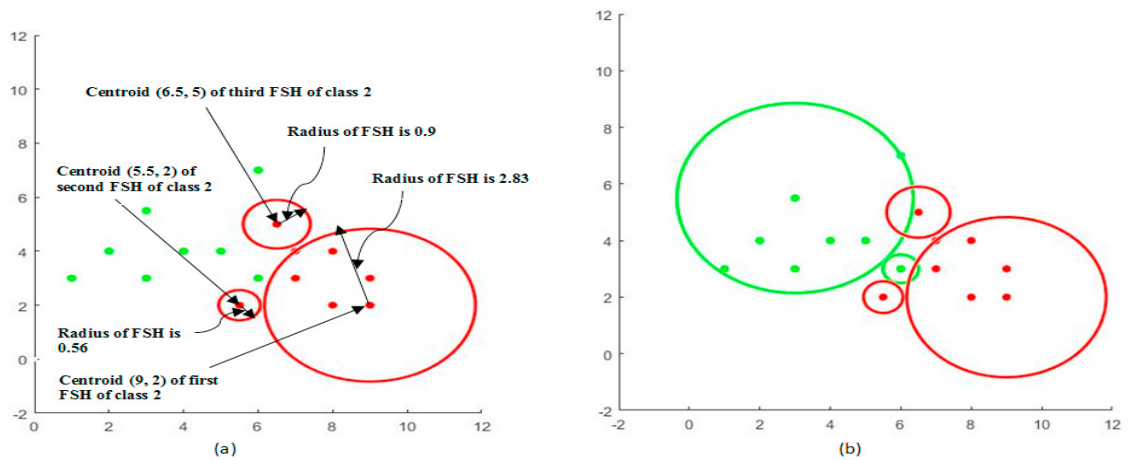 12
10
8
6
4
2
0
-2
0 2 4 6 8 10 12
Centroid (6.5, 5) of third FSH of class 2
Radius of FSH is 0.9
Centroid (5.5, 2) of
second FSH of class 2
Radius of FSH is 2.83
Radius of FSH is
0.56
Centroid (9, 2) of first
FSH of class 2
(a)
12
10
8
6
4
2
0
-2
-2 0 2 4 6 8 10 12
(b)